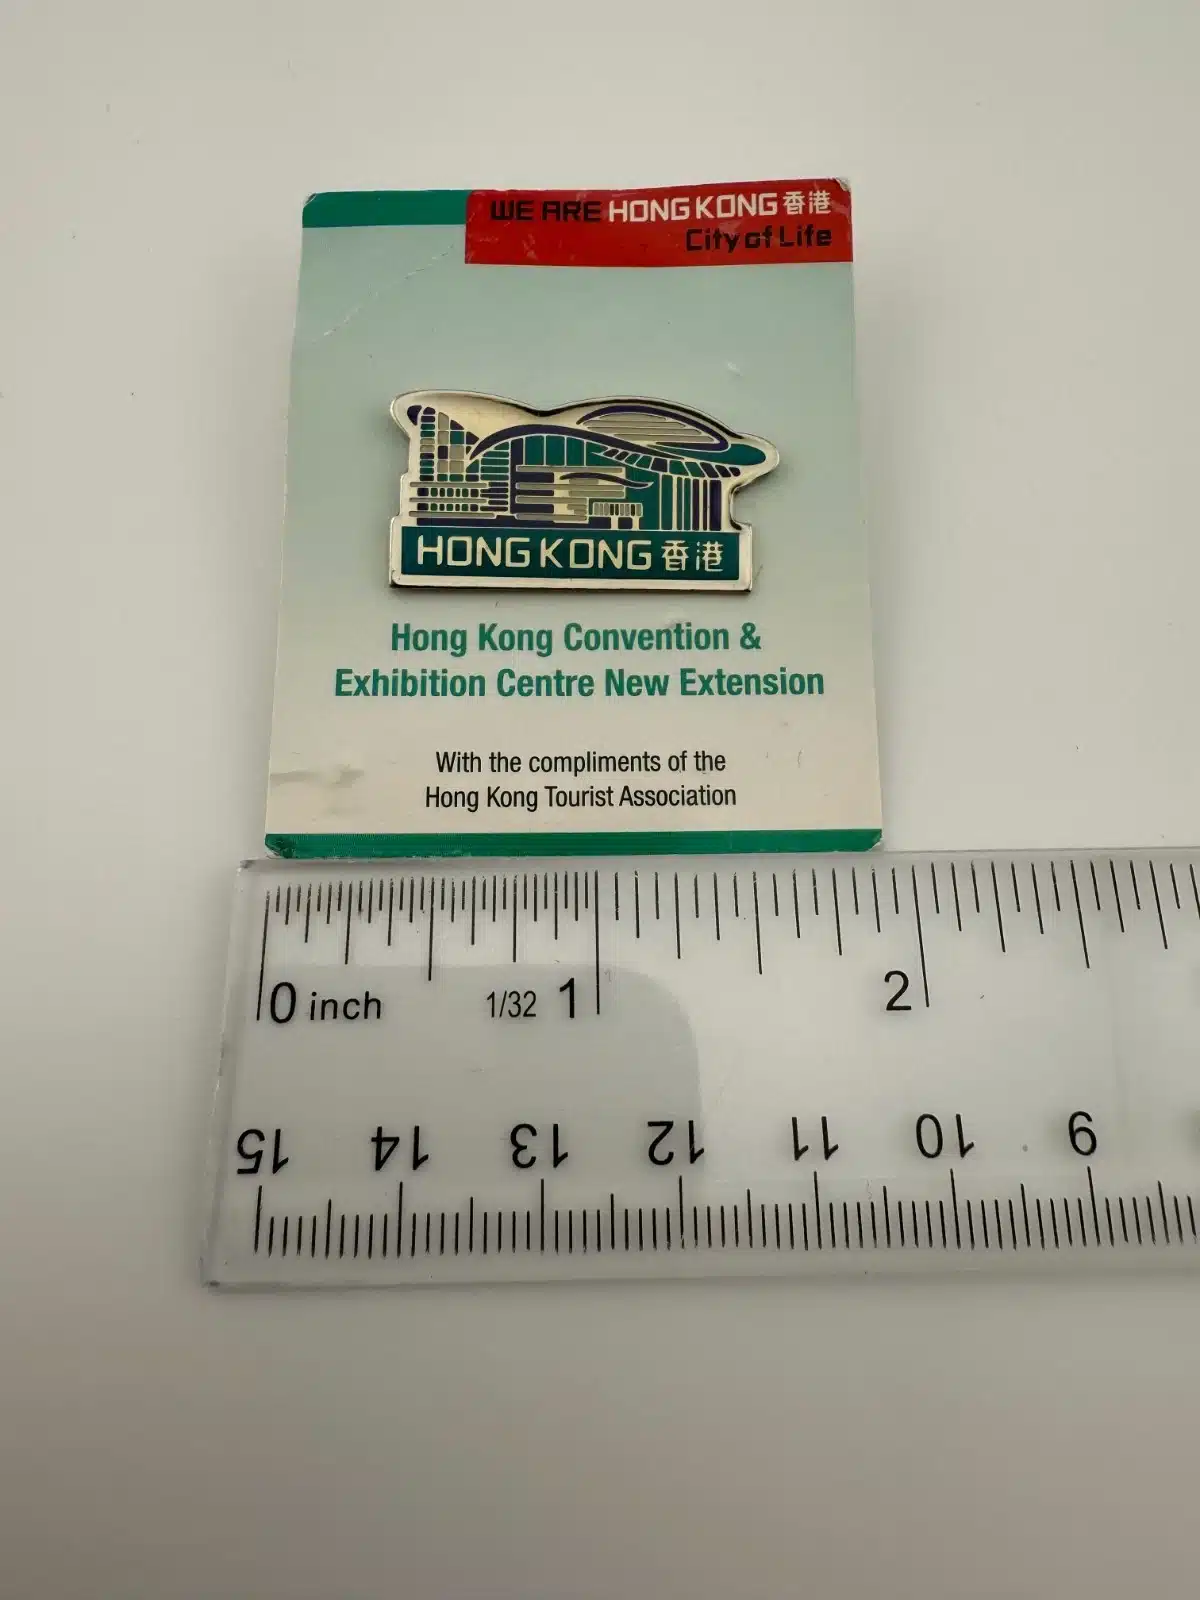 WE ARE HONG KONG 香港
City of Life
HONG KONG 香港
Hong Kong Convention &
Exhibition Centre New Extension
With the compliments of the
Hong Kong Tourist Association
0 inch 1/32 1 2
15 14 13 12 11 10 9